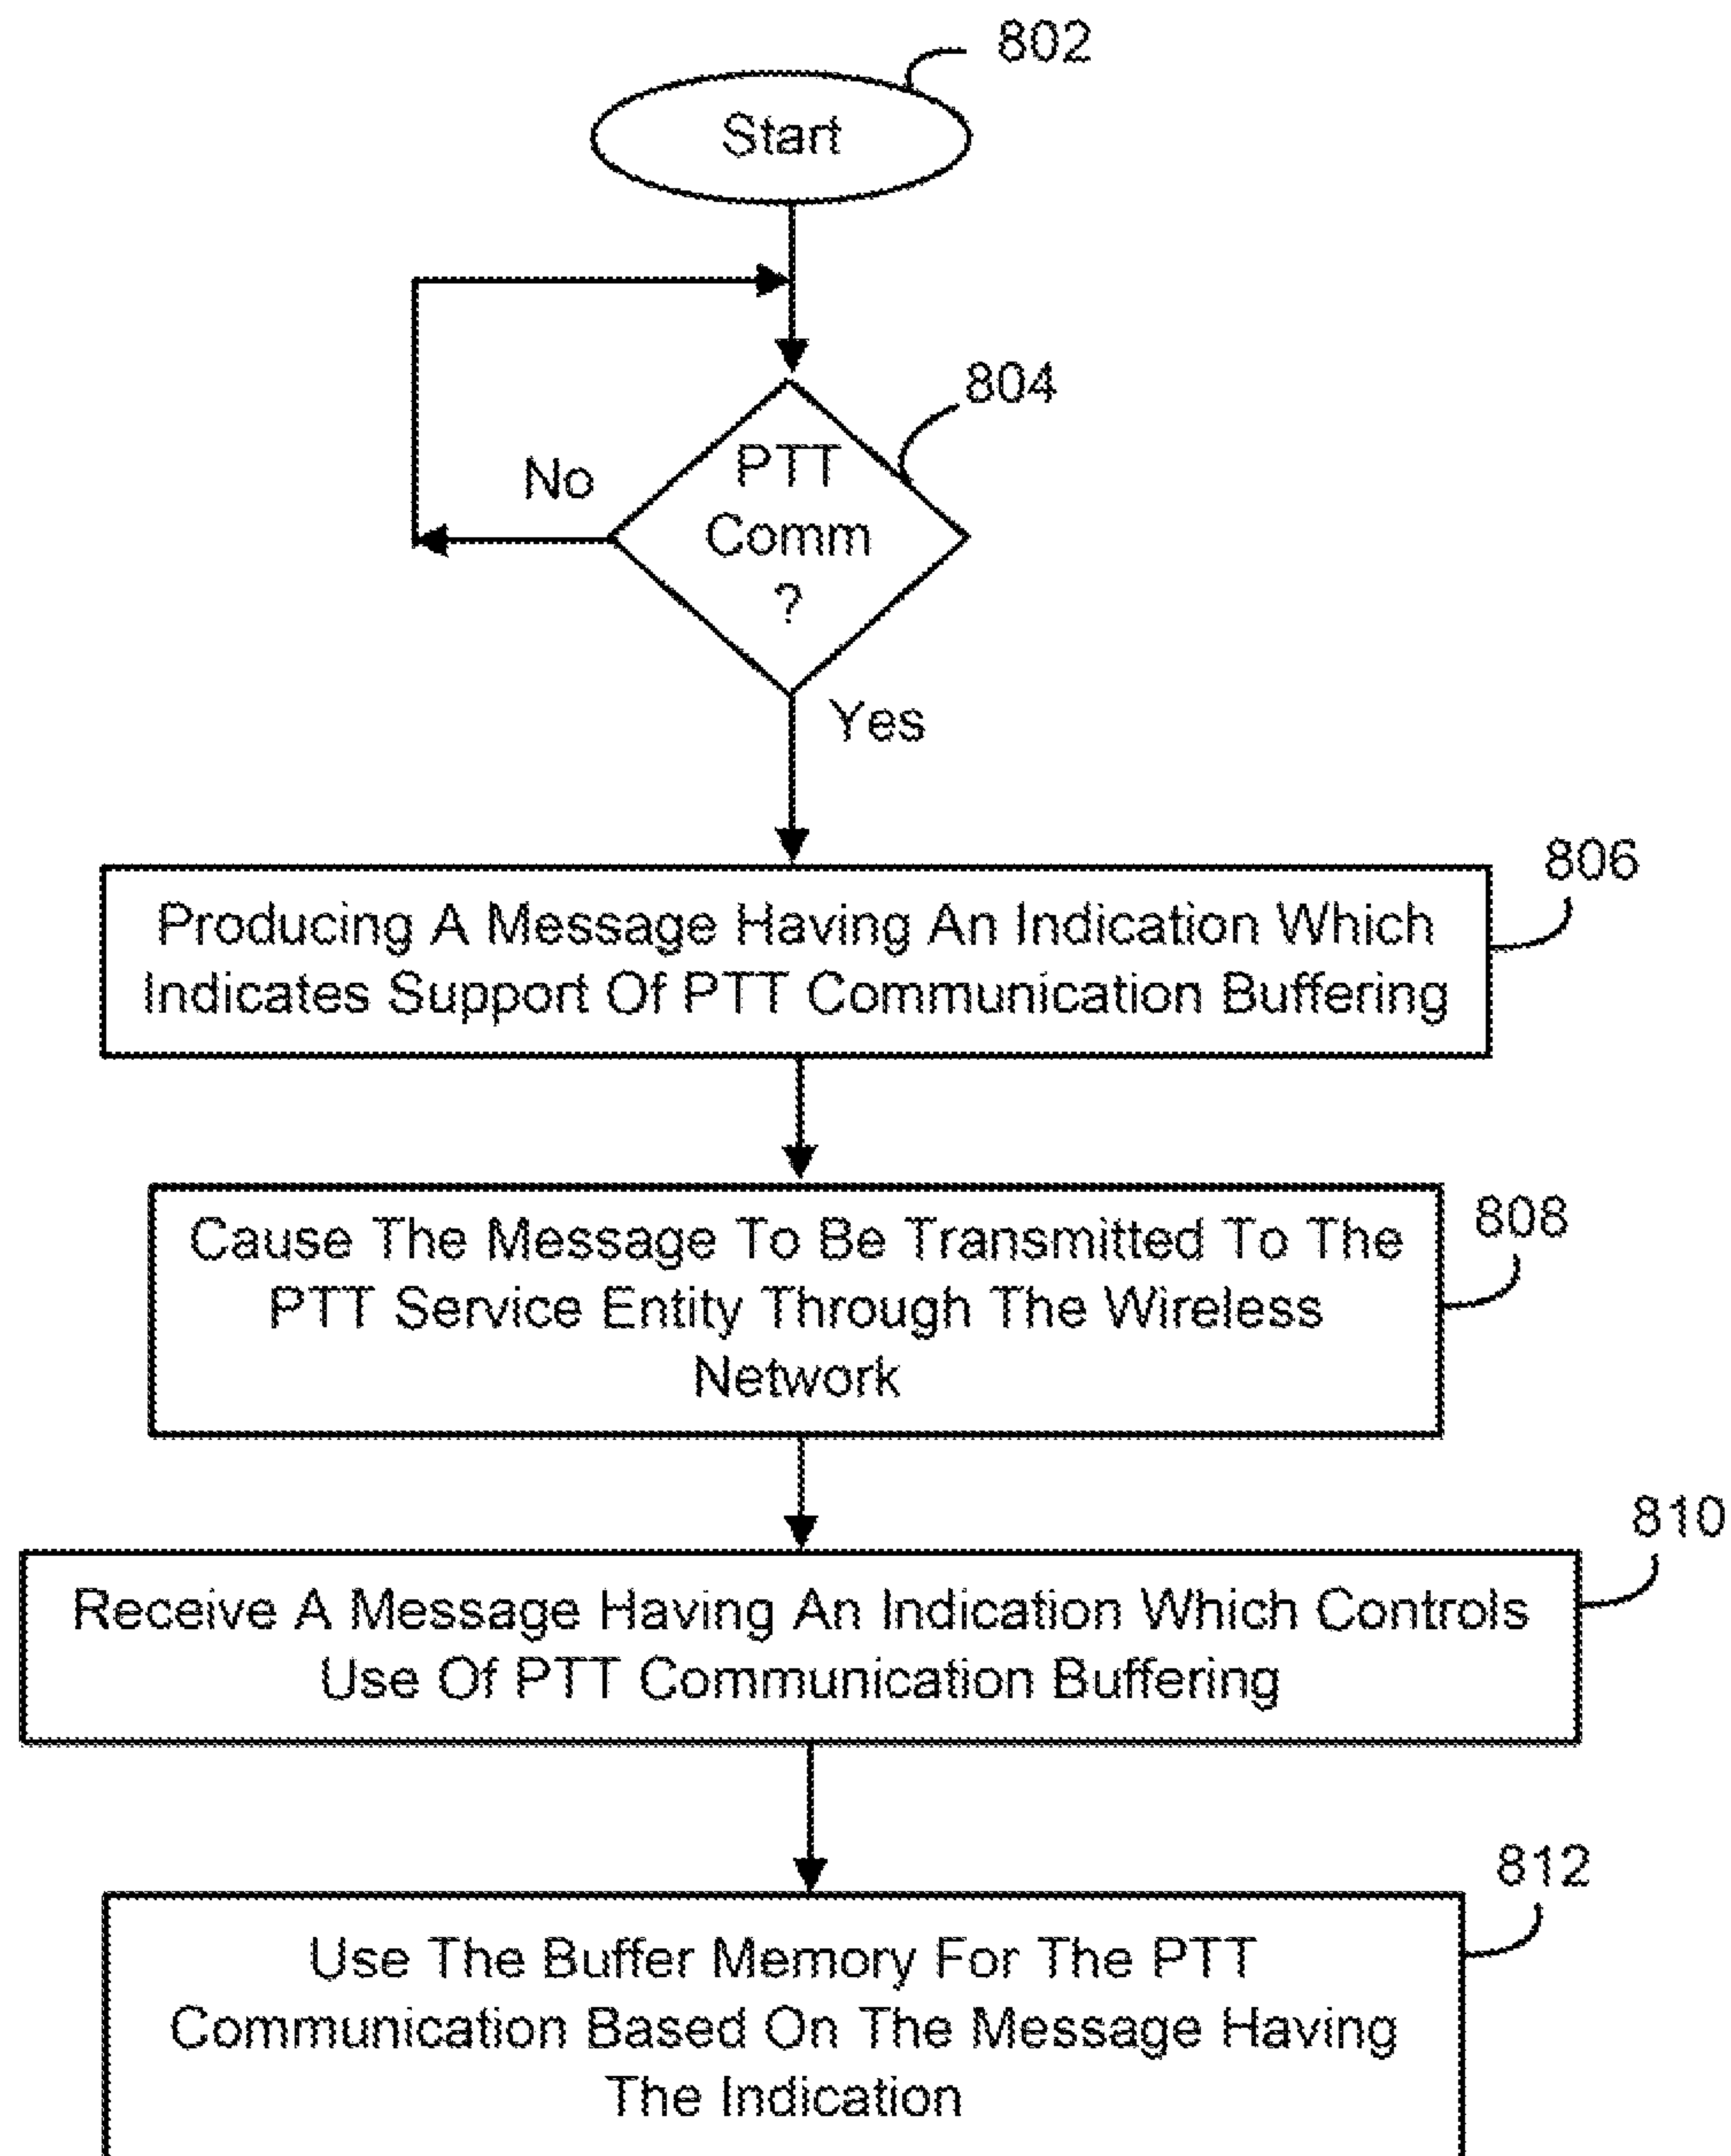 802
Start
804
PTT
Comm
?
No
Yes
806
Producing A Message Having An Indication Which
Indicates Support Of PTT Communication Buffering
808
Cause The Message To Be Transmitted To The
PTT Service Entity Through The Wireless
Network
810
Receive A Message Having An Indication Which Controls
Use Of PTT Communication Buffering
812
Use The Buffer Memory For The PTT
Communication Based On The Message Having
The Indication